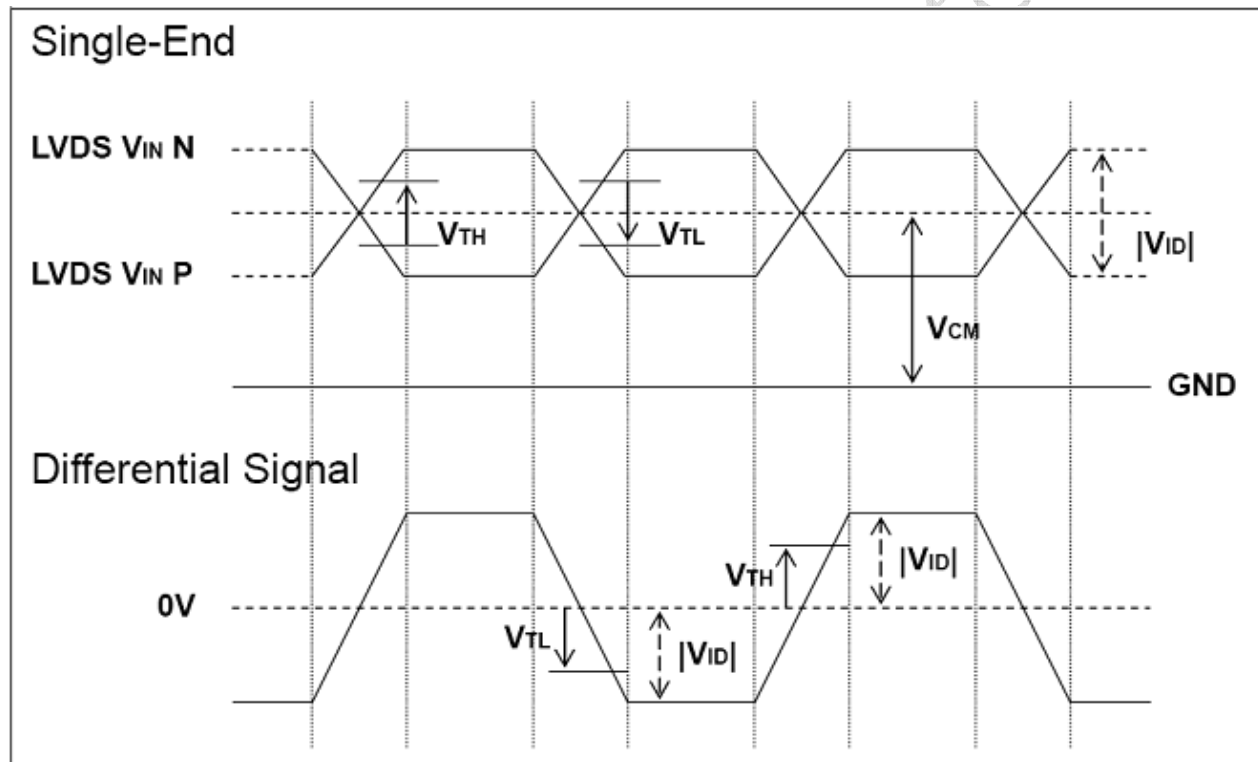 Single-End
LVDS VIN N
VTH
VTL
|VID|
LVDS VIN P
VCM
GND
Differential Signal
VTH
|VID|
0V
VTL
|VID|